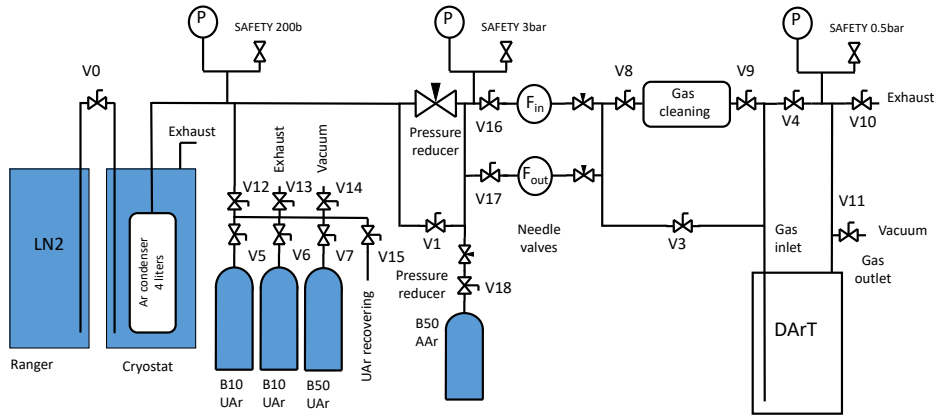 P
SAFETY 200b
P
SAFETY 3bar
P
SAFETY 0.5bar
V0
V8
V9
Exhaust
F in
Gas
cleaning
Exhaust
V16
V4
V10
Pressure
reducer
Exhaust
Vacuum
V12
V13
V14
F out
V17
V11
LN2
Ar condenser
4 liters
V1
Needle
valves
V3
Gas
inlet
Vacuum
V5
V6
V7
V15
Gas
outlet
Pressure
reducer
V18
UAr recovering
B50
AAr
DArT
Ranger
Cryostat
B10
UAr
B10
UAr
B50
UAr